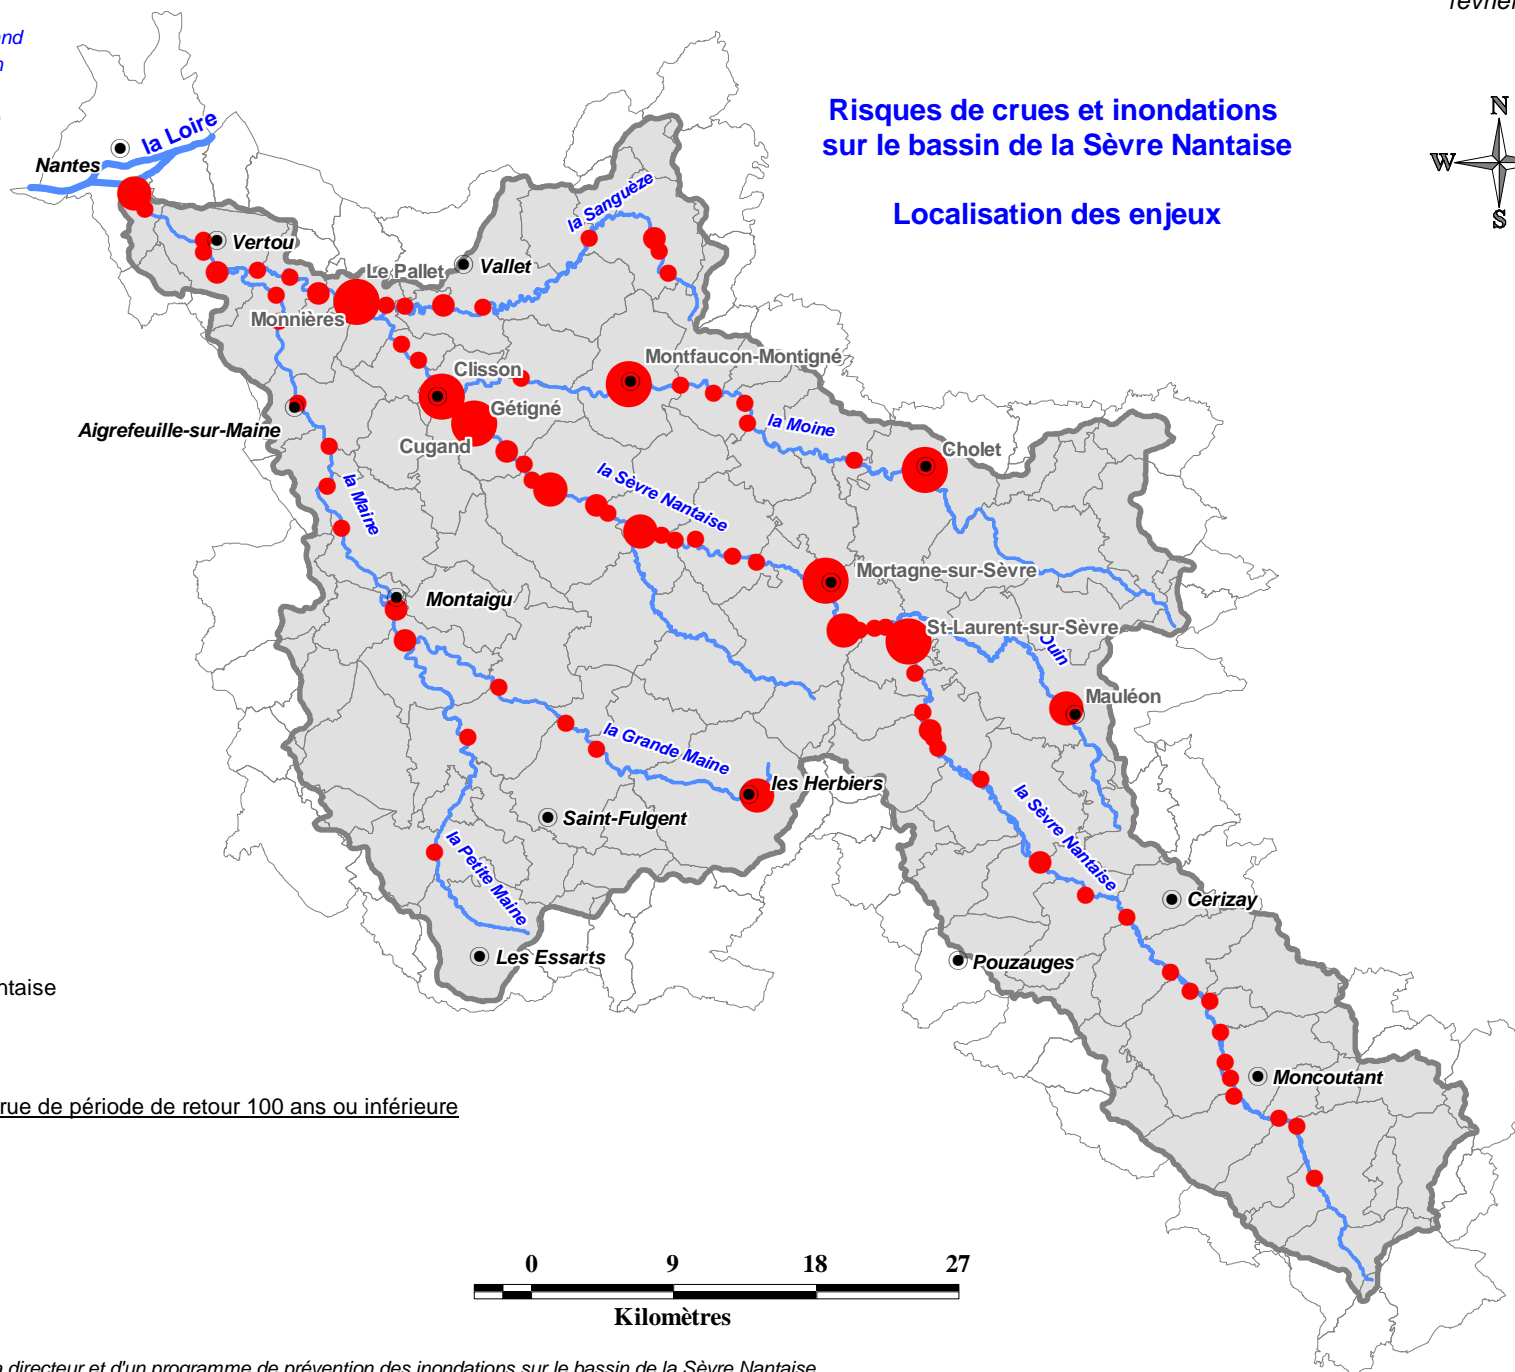 février
and
la Loire
Nantes
Risques de crues et inondations
sur le bassin de la Sèvre Nantaise
Localisation des enjeux
N
W
S
la Sanguèze
Vertou
Vallet
Le Pallet
Monnières
Montfaucon-Montigné
Clisson
Gétigné
la Moine
Aigrefeuille-sur-Maine
Cugand
Cholet
la Sèvre Nantaise
la Maine
Mortagne-sur-Sèvre
Montaigu
St-Laurent-sur-Sèvre
Ouin
Mauléon
la Grande Maine
les Herbiers
la Sèvre Nantaise
Saint-Fulgent
la Petite Maine
Cerizay
Les Essarts
Pouzauges
ntaise
Moncoutant
rue de période de retour 100 ans ou inférieure
0 9 18 27
Kilomètres
directeur et d'un programme de prévention des inondations sur le bassin de la Sèvre Nantaise